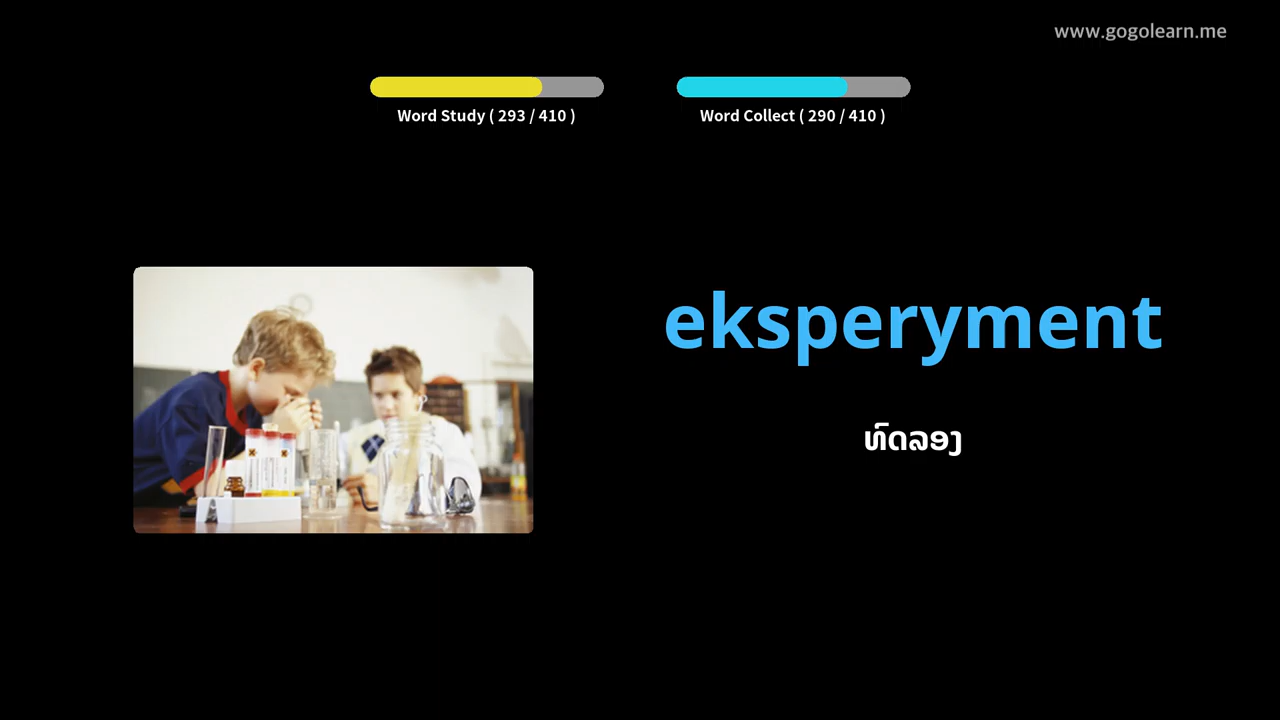 www.gogolearn.me
Word Study ( 293 / 410 )
Word Collect ( 290 / 410 )
eksperyment
ທົດລອງ